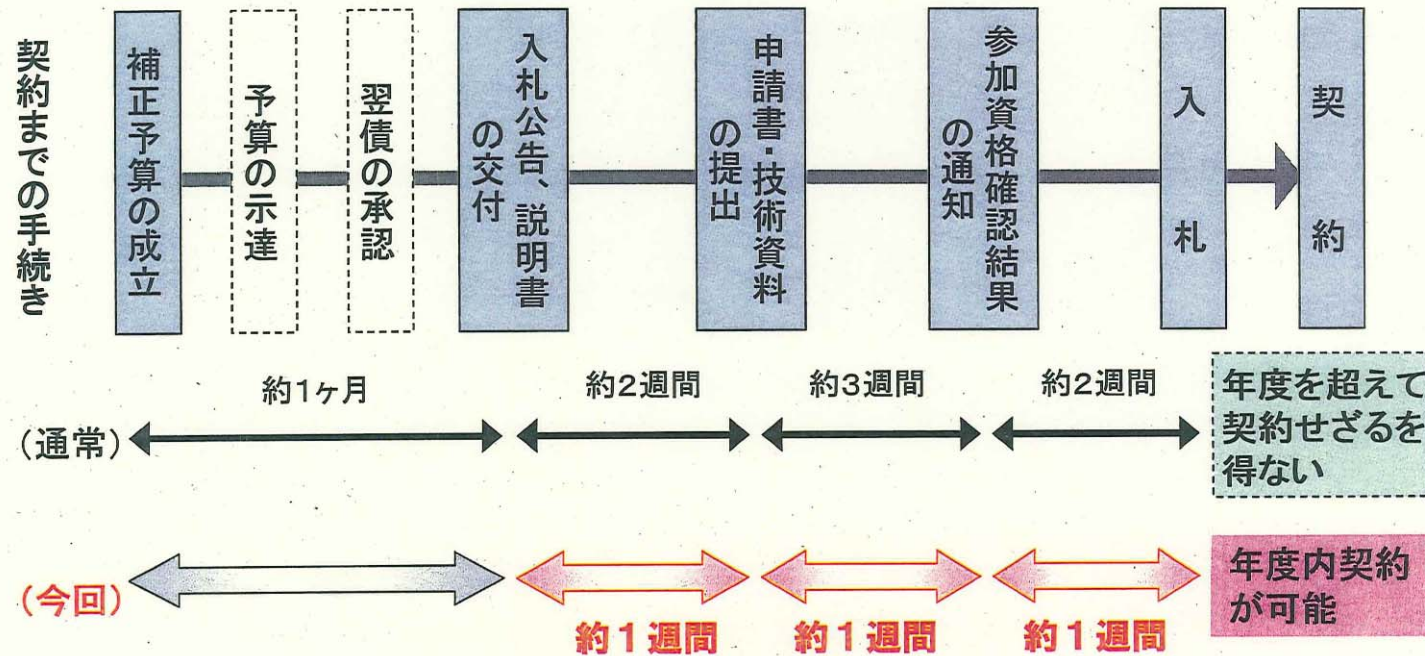 契約までの手続き
補正予算の成立
予算の示達
翌債の承認
入札公告、説明書
の交付
申請書・技術資料
の提出
参加資格確認結果
の通知
入札
契約
(通常)
約1ヶ月
約2週間
約3週間
約2週間
年度を超えて
契約せざるを
得ない
(今回)
約1週間
約1週間
約1週間
年度内契約
が可能